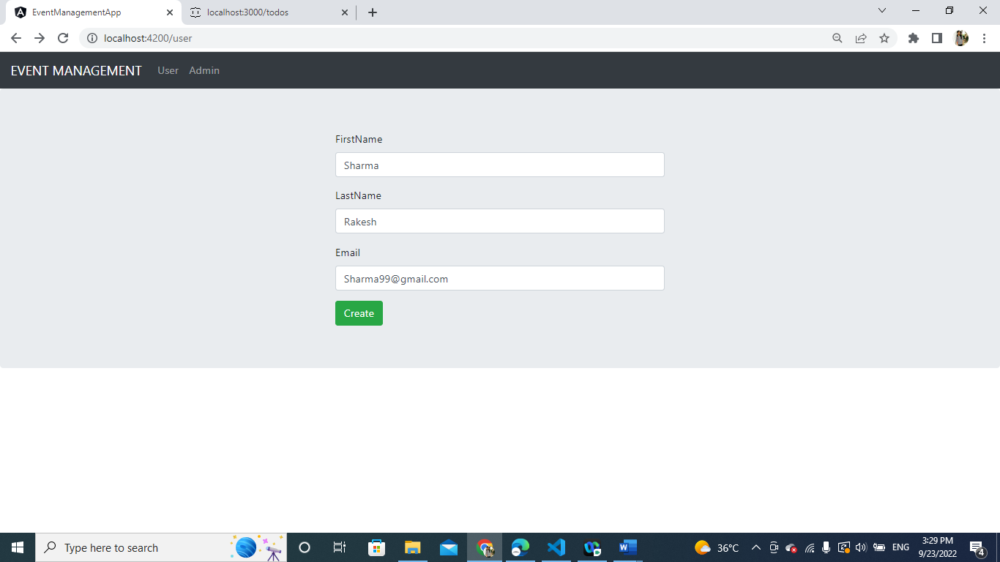 EventManagementApp
localhost:3000/todos
localhost:4200/user
EVENT MANAGEMENT User Admin
FirstName
Sharma
LastName
Rakesh
Email
Sharma99@gmail.com
Create
Type here to search
36°C
ENG
3:29 PM
9/23/2022
4